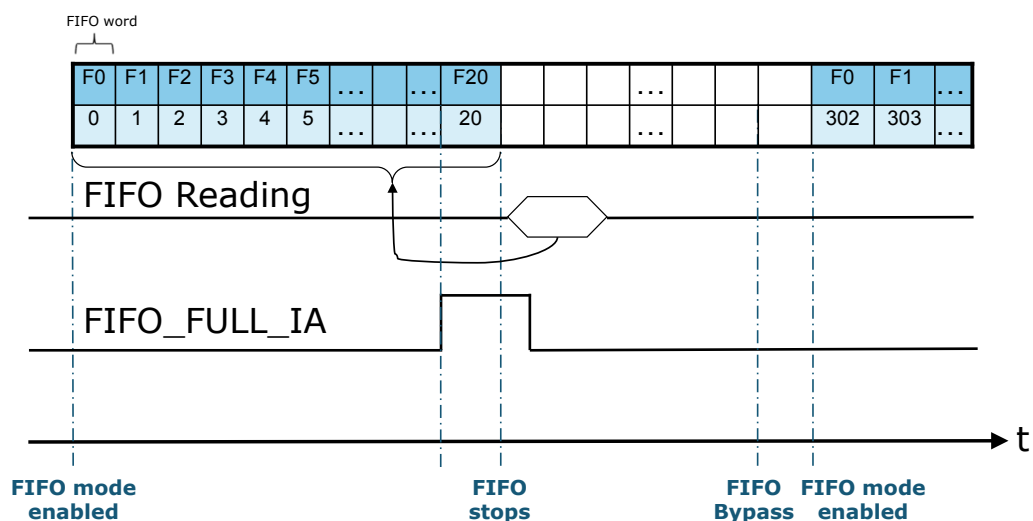 FIFO word
F0 F1 F2 F3 F4 F5 ... ... F20 ... F0 F1 ...
0 1 2 3 4 5 ... ... 20 ... 302 303 ...
FIFO Reading
FIFO_FULL_IA
t
FIFO mode
enabled
FIFO
stops
FIFO
Bypass
FIFO mode
enabled